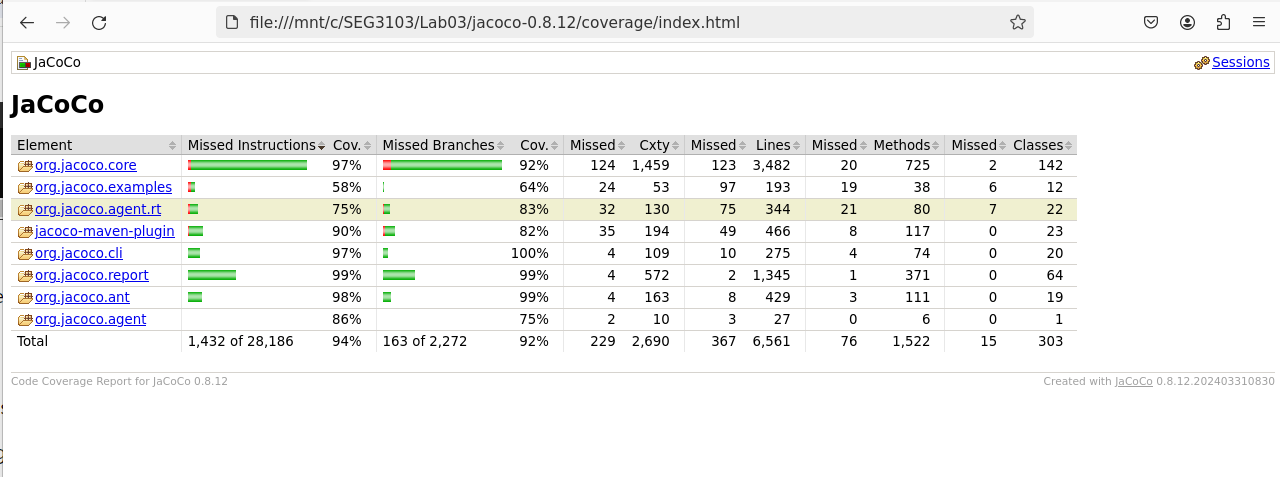 file:///mnt/c/SEG3103/Lab03/jacoco-0.8.12/coverage/index.html
JaCoCo Sessions
JaCoCo
Element Missed Instructions Cov. Missed Branches Cov. Missed Cxty Missed Lines Missed Methods Missed Classes
org.jacoco.core 97% 92% 124 1,459 123 3,482 20 725 2 142
org.jacoco.examples 58% 64% 24 53 97 193 19 38 6 12
org.jacoco.agent.rt 75% 83% 32 130 75 344 21 80 7 22
jacoco-maven-plugin 90% 82% 35 194 49 466 8 117 0 23
org.jacoco.cli 97% 100% 4 109 10 275 4 74 0 20
org.jacoco.report 99% 99% 4 572 2 1,345 1 371 0 64
org.jacoco.ant 98% 99% 4 163 8 429 3 111 0 19
org.jacoco.agent 86% 75% 2 10 3 27 0 6 0 1
Total 1,432 of 28,186 94% 163 of 2,272 92% 229 2,690 367 6,561 76 1,522 15 303
Code Coverage Report for JaCoCo 0.8.12 Created with JaCoCo 0.8.12.202403310830